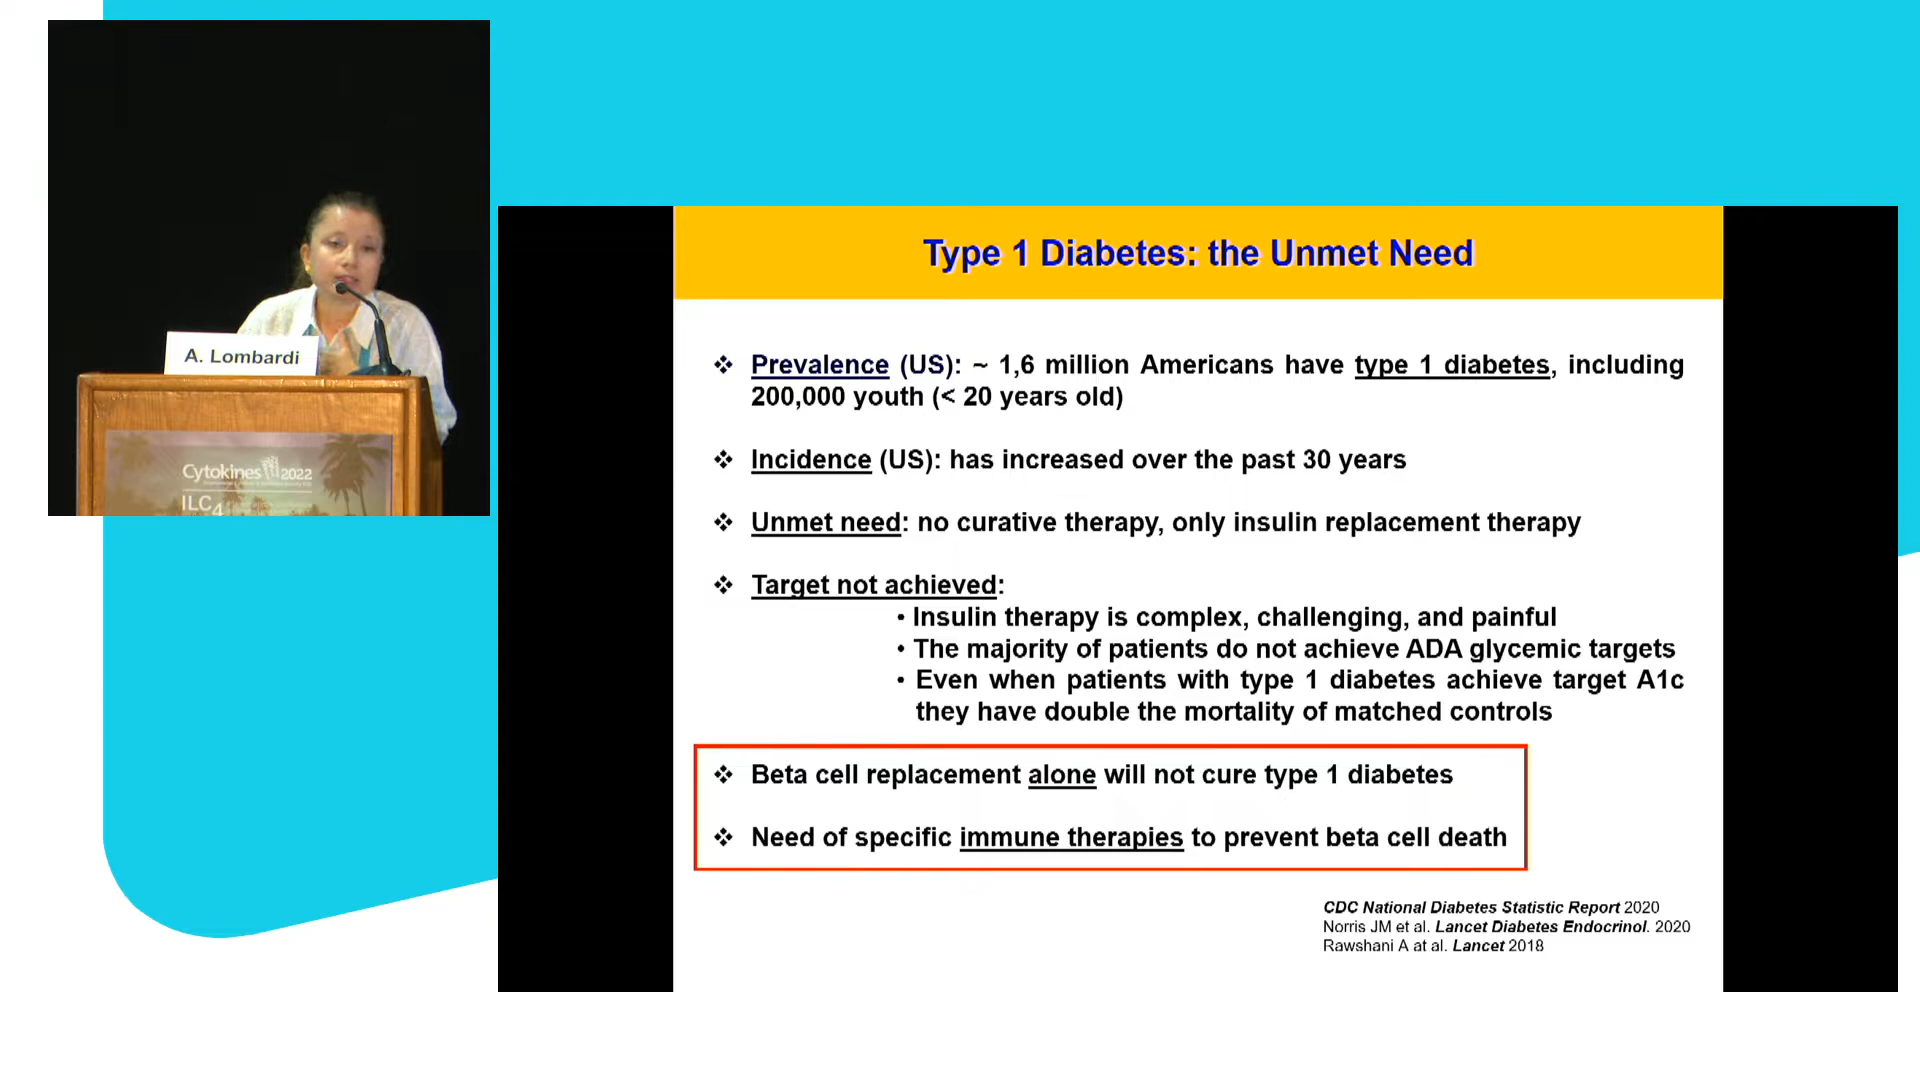 A. Lombardi
Cytokines 2022
ILC4
Type 1 Diabetes: the Unmet Need
❖ Prevalence (US): ~ 1,6 million Americans have type 1 diabetes, including
200,000 youth (< 20 years old)
❖ Incidence (US): has increased over the past 30 years
❖ Unmet need: no curative therapy, only insulin replacement therapy
❖ Target not achieved:
• Insulin therapy is complex, challenging, and painful
• The majority of patients do not achieve ADA glycemic targets
• Even when patients with type 1 diabetes achieve target A1c
they have double the mortality of matched controls
❖ Beta cell replacement alone will not cure type 1 diabetes
❖ Need of specific immune therapies to prevent beta cell death
CDC National Diabetes Statistic Report 2020
Norris JM et al. Lancet Diabetes Endocrinol. 2020
Rawshani A at al. Lancet 2018